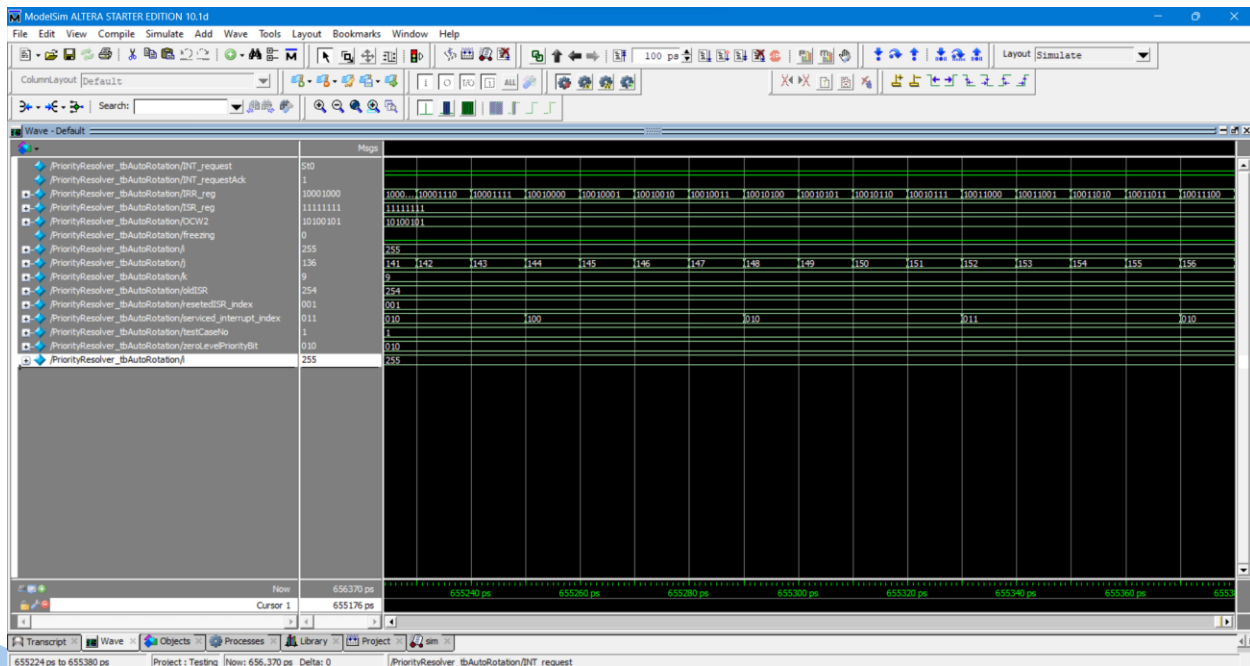 ModelSim ALTERA STARTER EDITION 10.1d
File Edit View Compile Simulate Add Wave Tools Layout Bookmarks Window Help
100 ps Layout Simulate
ColumnLayout Default
Search:
Wave - Default
Msgs
/PriorityResolver_tbAutoRotation/INT_request St0
/PriorityResolver_tbAutoRotation/INT_requestAck 1
/PriorityResolver_tbAutoRotation/IRR_reg 10001000 1000... 10001110 10001111 10010000 10010001 10010010 10010011 10010100 10010101 10010110 10010111 10011000 10011001 10011010 10011011 10011100
/PriorityResolver_tbAutoRotation/ISR_reg 11111111 11111111
/PriorityResolver_tbAutoRotation/OCW2 10100101 10100101
/PriorityResolver_tbAutoRotation/freezing 0
/PriorityResolver_tbAutoRotation/i 255 255
/PriorityResolver_tbAutoRotation/j 136 141 142 143 144 145 146 147 148 149 150 151 152 153 154 155 156
/PriorityResolver_tbAutoRotation/k 9 9
/PriorityResolver_tbAutoRotation/oldISR 254 254
/PriorityResolver_tbAutoRotation/resetedISR_index 001 001
/PriorityResolver_tbAutoRotation/serviced_interrupt_index 011 010 100 010 011 010
/PriorityResolver_tbAutoRotation/testCaseNo 1 1
/PriorityResolver_tbAutoRotation/zeroLevelPriorityBit 010 010
/PriorityResolver_tbAutoRotation/i 255 255
Now 656370 ps 655240 ps 655260 ps 655280 ps 655300 ps 655320 ps 655340 ps 655360 ps
Cursor 1 655176 ps
Transcript Wave Objects Processes Library Project sim
655224 ps to 655380 ps Project : Testing Now: 656,370 ps Delta: 0 /PriorityResolver_tbAutoRotation/INT_request